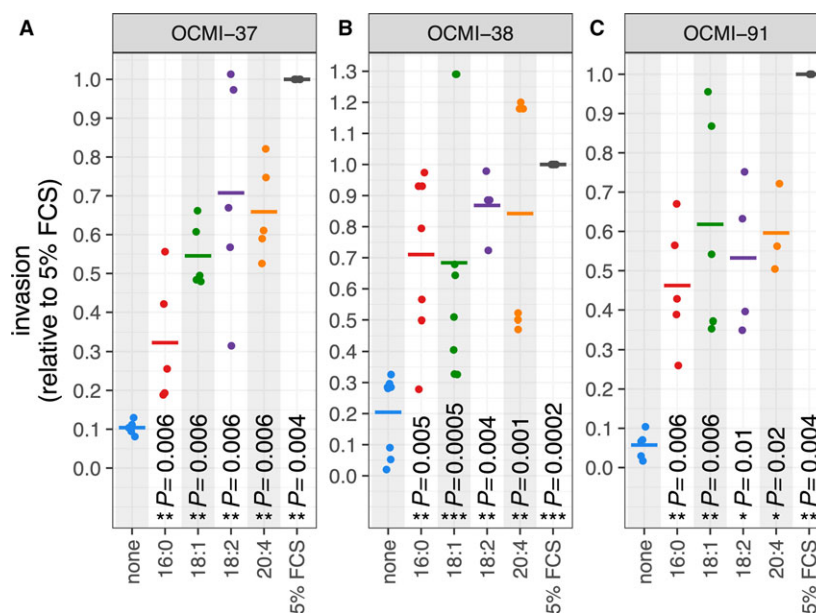 A
OCMI–37
B
OCMI–38
C
OCMI–91
invasion
(relative to 5% FCS)
1.0
0.9
0.8
0.7
0.6
0.5
0.4
0.3
0.2
0.1
0.0
** P = 0.006
** P = 0.006
** P = 0.006
** P = 0.006
** P = 0.004
none
16:0
18:1
18:2
20:4
5% FCS
1.3
1.2
1.1
1.0
0.9
0.8
0.7
0.6
0.5
0.4
0.3
0.2
0.1
0.0
** P = 0.005
*** P = 0.0005
** P = 0.004
** P = 0.001
*** P = 0.0002
none
16:0
18:1
18:2
20:4
5% FCS
1.0
0.9
0.8
0.7
0.6
0.5
0.4
0.3
0.2
0.1
0.0
** P = 0.006
** P = 0.006
* P = 0.01
* P = 0.02
** P = 0.004
none
16:0
18:1
18:2
20:4
5% FCS